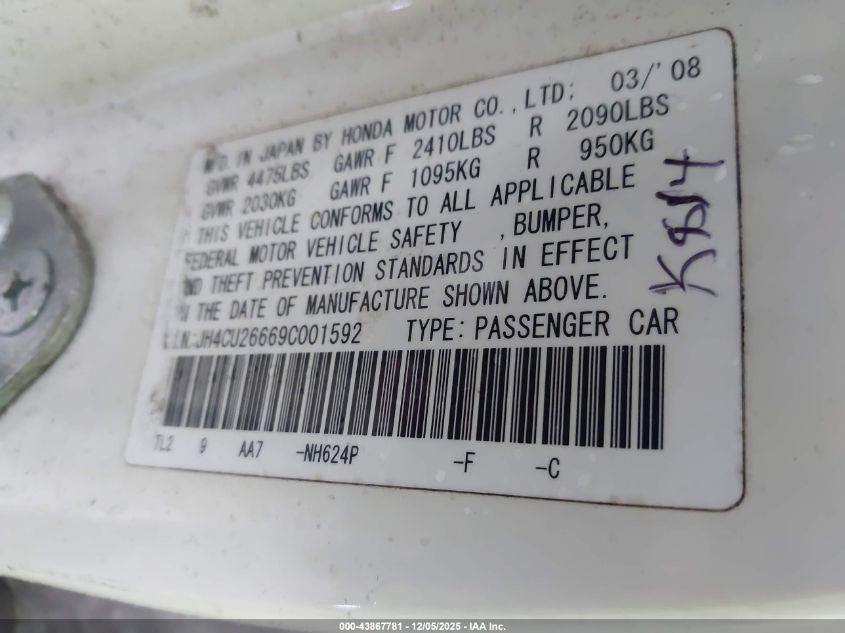 MFD. IN JAPAN BY HONDA MOTOR CO., LTD; 03/'08
GVWR 4475LBS GAWR F 2410LBS R 2090LBS
GVWR 2030KG GAWR F 1095KG R 950KG
THIS VEHICLE CONFORMS TO ALL APPLICABLE
FEDERAL MOTOR VEHICLE SAFETY , BUMPER,
AND THEFT PREVENTION STANDARDS IN EFFECT
ON THE DATE OF MANUFACTURE SHOWN ABOVE.
V.I.N.:JH4CU26669C001592 TYPE: PASSENGER CAR
TL2 9 AA7 -NH624P -F -C
000-43867781 - 12/05/2025 - IAA Inc.